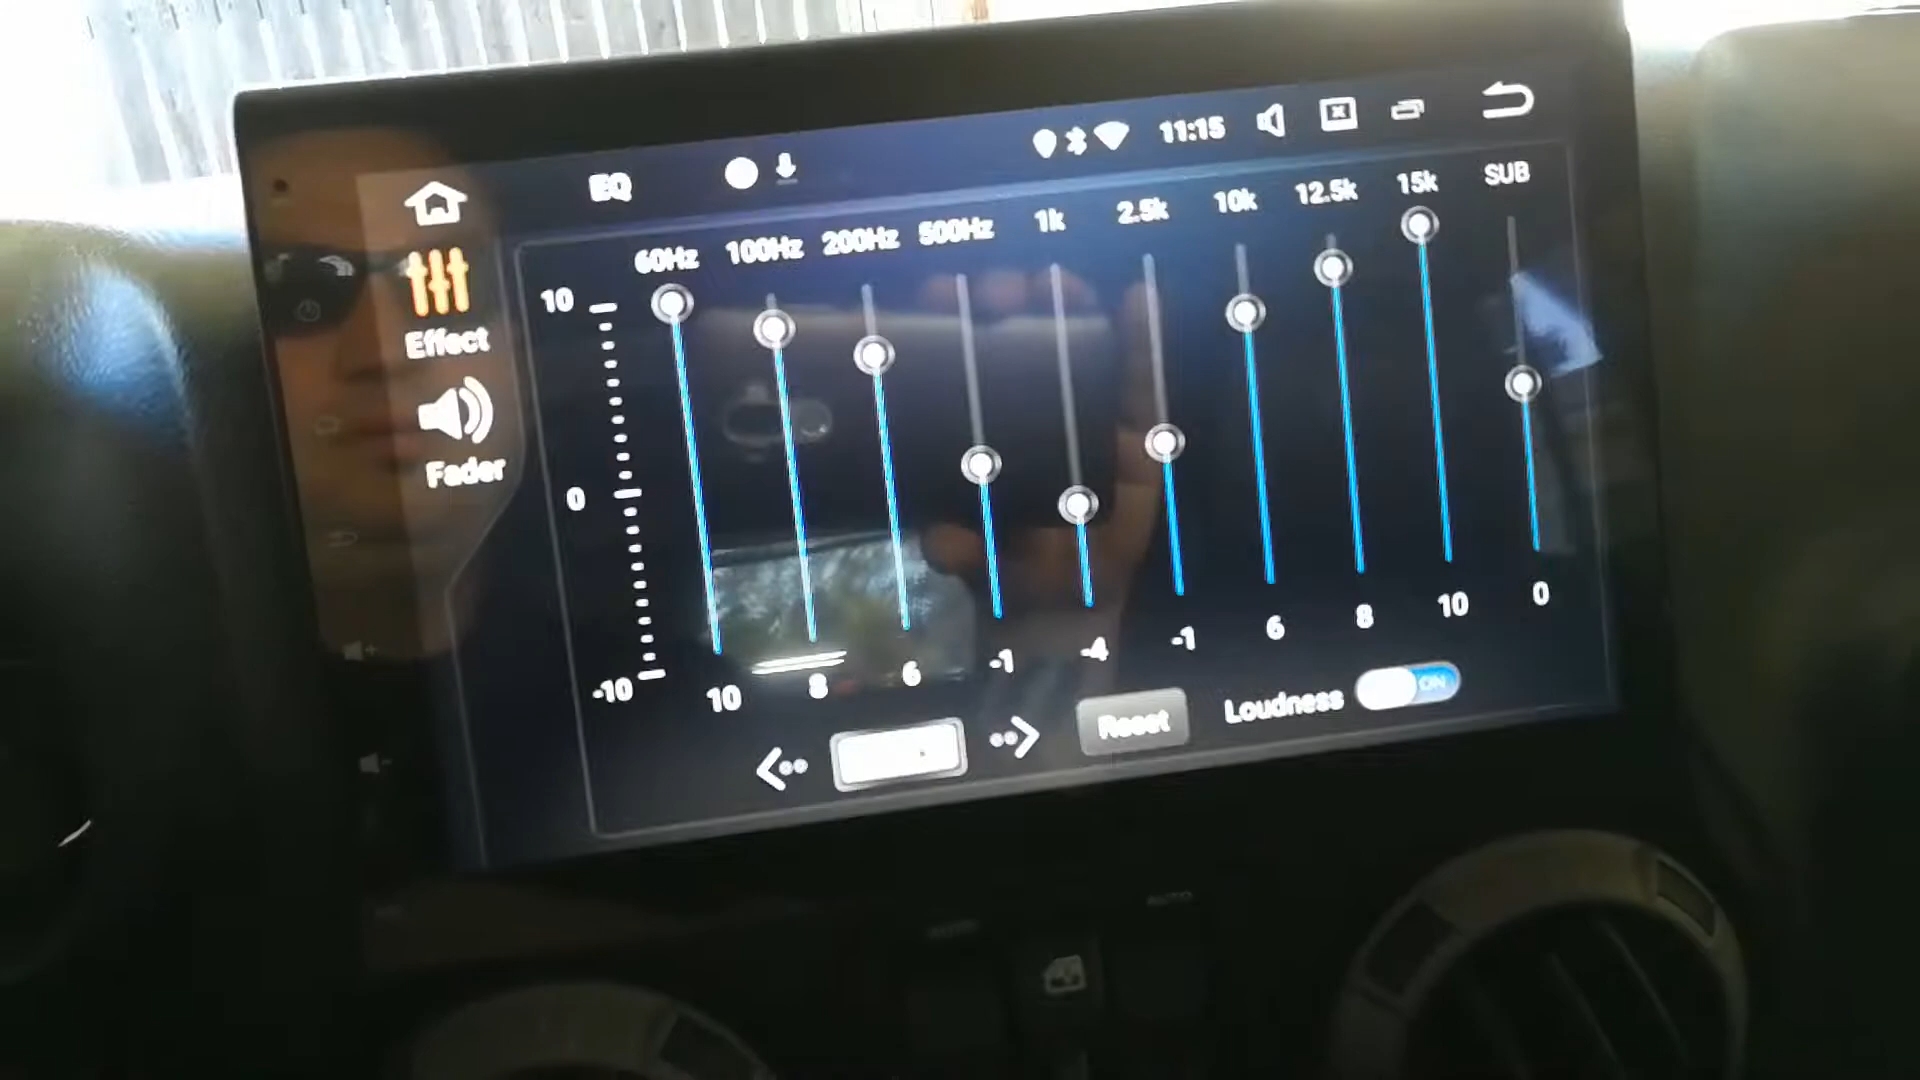 EQ 11:15
Effect
Fader
60Hz 100Hz 200Hz 500Hz 1k 2.5k 10k 12.5k 15k SUB
10
0
-10
10 8 6 -1 -4 -1 6 8 10 0
Reset Loudness ON
AUTO